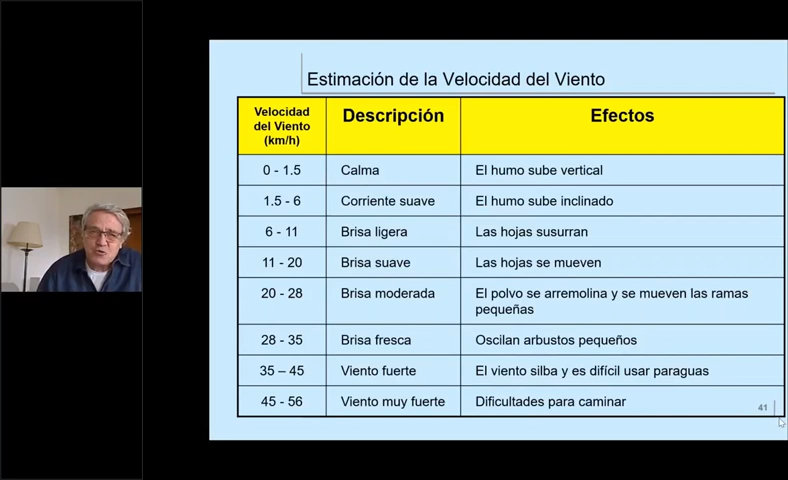 Estimación de la Velocidad del Viento
Velocidad
del Viento
(km/h)
Descripción
Efectos
0 - 1.5
Calma
El humo sube vertical
1.5 - 6
Corriente suave
El humo sube inclinado
6 - 11
Brisa ligera
Las hojas susurran
11 - 20
Brisa suave
Las hojas se mueven
20 - 28
Brisa moderada
El polvo se arremolina y se mueven las ramas
pequeñas
28 - 35
Brisa fresca
Oscilan arbustos pequeños
35 – 45
Viento fuerte
El viento silba y es difícil usar paraguas
45 - 56
Viento muy fuerte
Dificultades para caminar
41